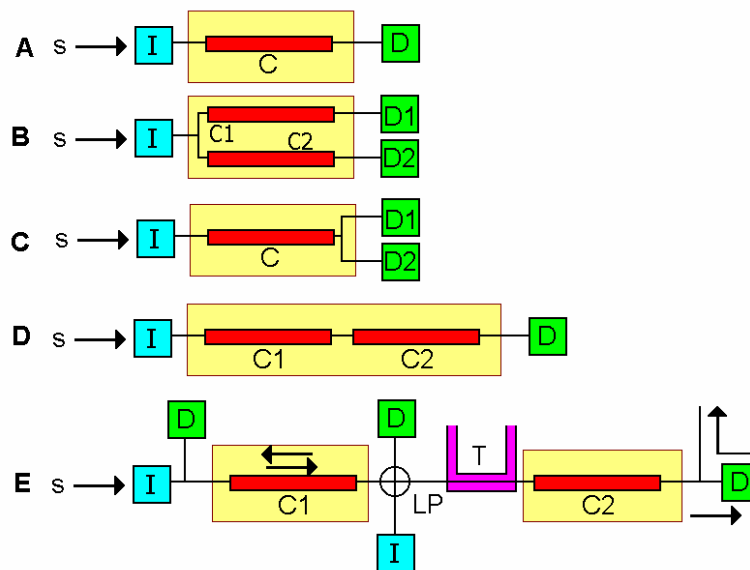 A s I C D
B s I C1 C2 D1
D2
C s I C D1
D2
D s I C1 C2 D
E s I D C1 D LP I T C2 D